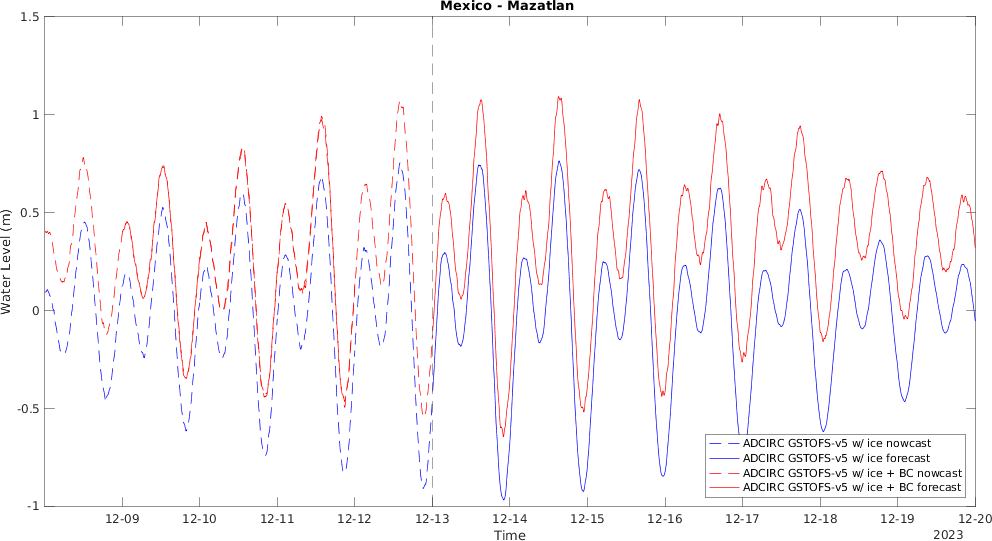 Mexico - Mazatlan
1.5
1
0.5
0
-0.5
-1
Water Level (m)
ADCIRC GSTOFS-v5 w/ ice nowcast
ADCIRC GSTOFS-v5 w/ ice forecast
ADCIRC GSTOFS-v5 w/ ice + BC nowcast
ADCIRC GSTOFS-v5 w/ ice + BC forecast
12-09 12-10 12-11 12-12 12-13 12-14 12-15 12-16 12-17 12-18 12-19 12-20
Time
2023